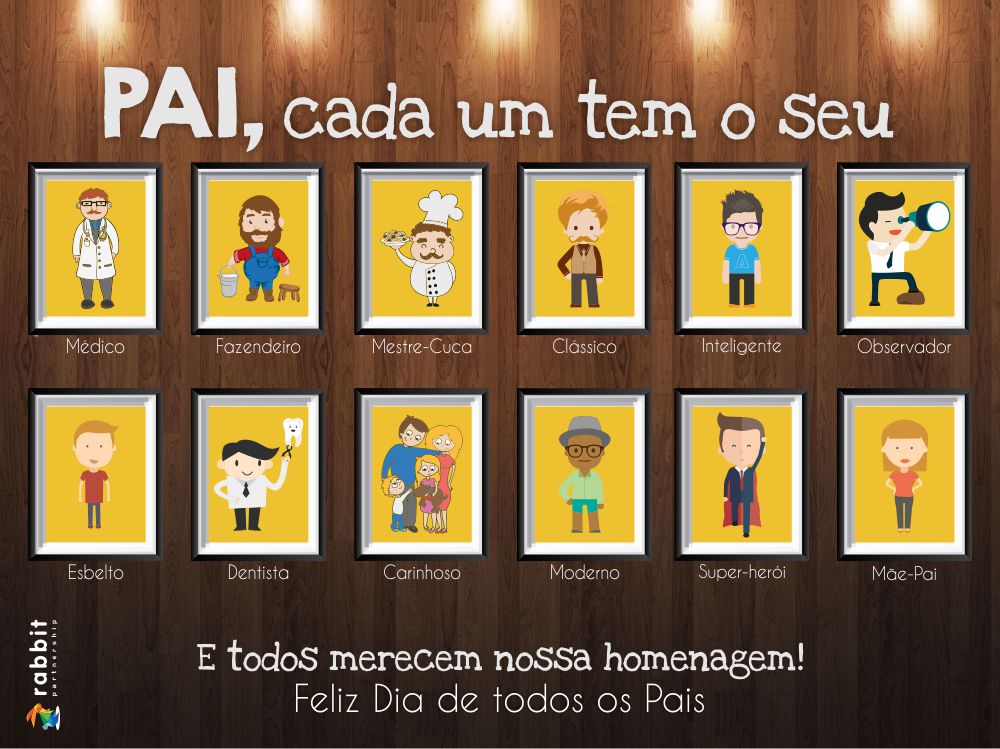 PAI, cada um tem o seu
Médico Fazendeiro Mestre-Cuca Clássico Inteligente Observador
Esbelto Dentista Carinhoso Moderno Super-herói Mãe-Pai
E todos merecem nossa homenagem!
Feliz Dia de todos os Pais
rabbit
partnership